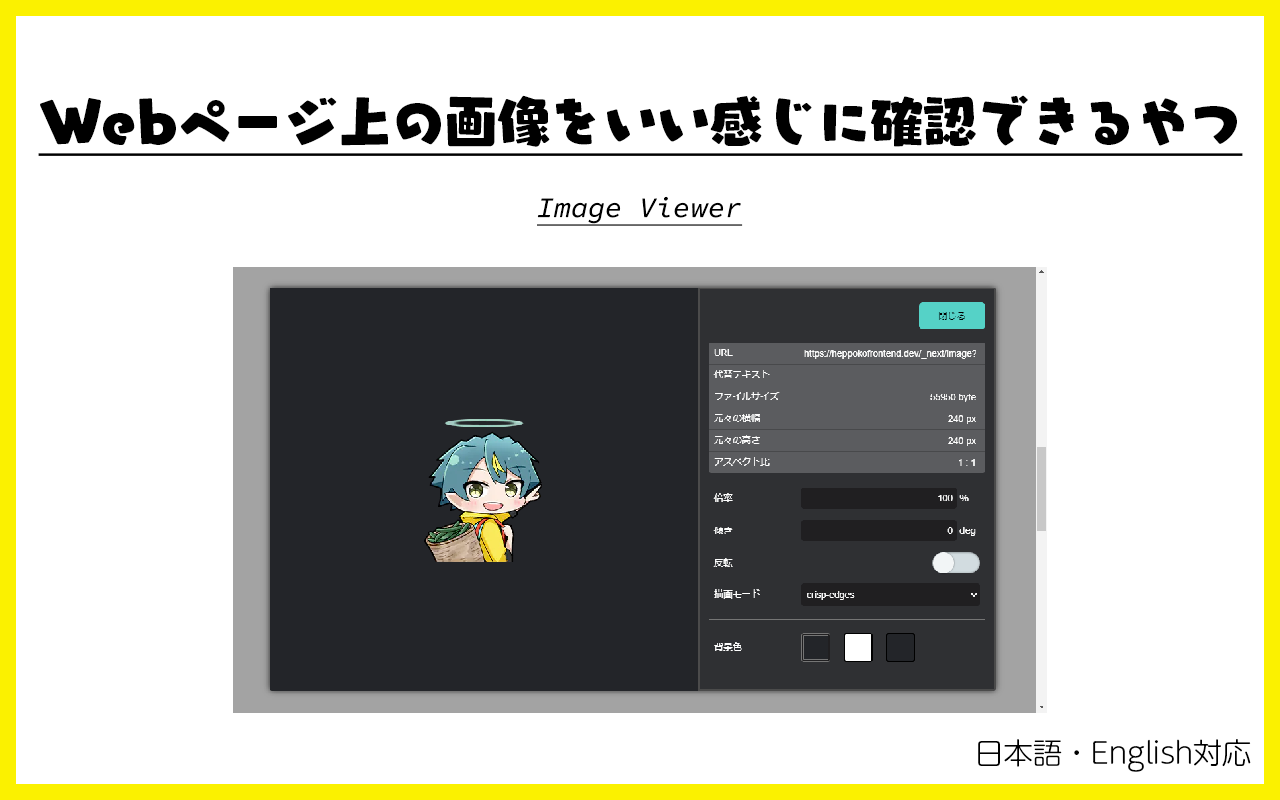 Webページ上の画像をいい感じに確認できるやつ
Image Viewer
閉じる
URL https://heppokofrontend.dev/_next/image?
代替テキスト
ファイルサイズ 55950 byte
元々の横幅 240 px
元々の高さ 240 px
アスペクト比 1 : 1
倍率 100 %
傾き 0 deg
反転
描画モード crisp-edges
背景色
日本語・English対応